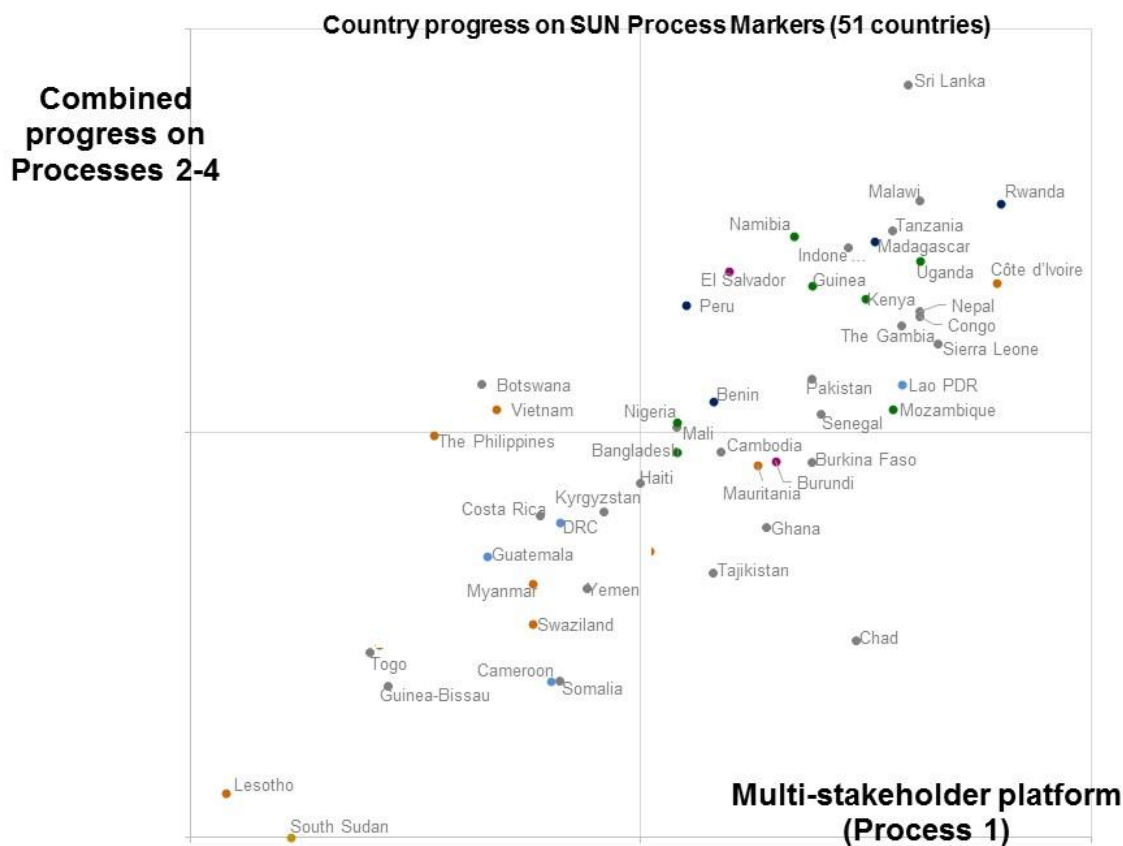 Country progress on SUN Process Markers (51 countries)
Combined
progress on
Processes 2-4
Sri Lanka
Malawi
Rwanda
Namibia
Tanzania
Madagascar
Indone ...
Uganda
Côte d'Ivoire
El Salvador
Guinea
Peru
Kenya
Nepal
Congo
The Gambia
Sierra Leone
Botswana
Pakistan
Lao PDR
Vietnam
Benin
Mozambique
Nigeria
Senegal
Mali
The Philippines
Bangladesh
Cambodia
Burkina Faso
Haiti
Burundi
Mauritania
Kyrgyzstan
Costa Rica
DRC
Ghana
Guatemala
Tajikistan
Myanmar
Yemen
Swaziland
Chad
Togo
Cameroon
Somalia
Guinea-Bissau
Lesotho
Multi-stakeholder platform
(Process 1)
South Sudan